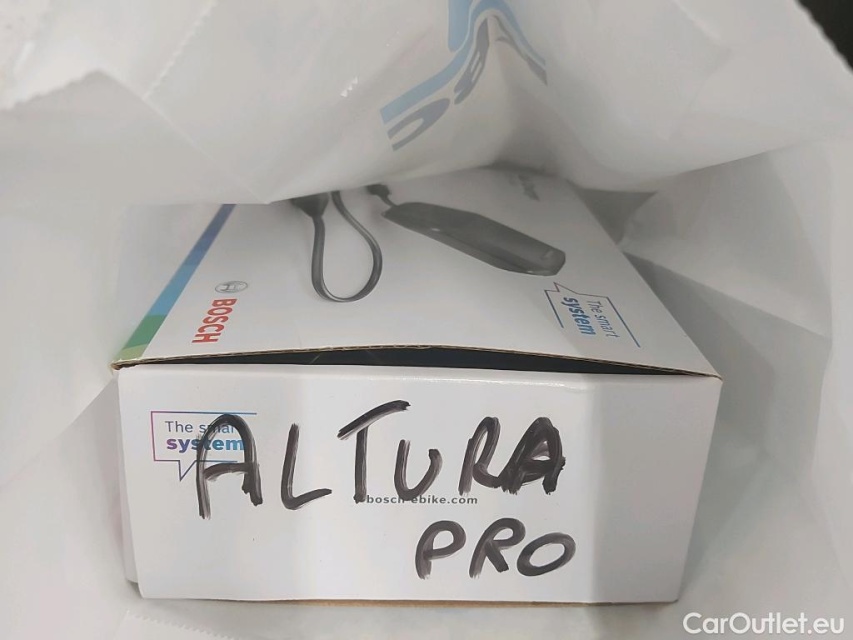 BOSCH
The smart
system
The smart
system
ALTURA
bosch-ebike.com
PRO
CarOutlet.eu